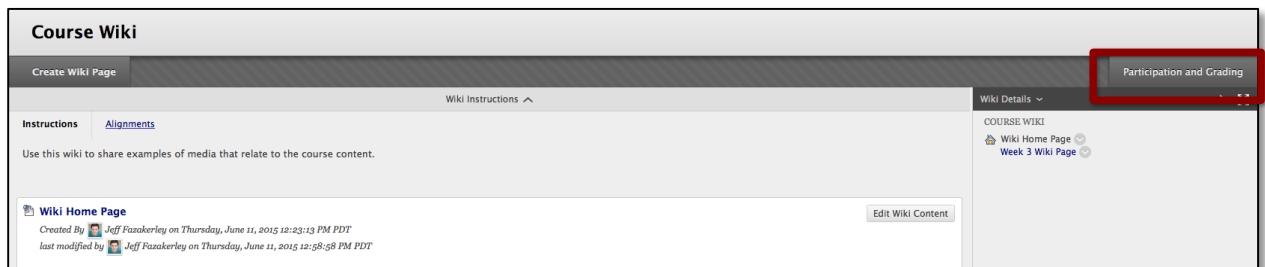 Course Wiki
Create Wiki Page
Participation and Grading
Wiki Instructions
Wiki Details
Instructions Alignments
COURSE WIKI
Wiki Home Page
Week 3 Wiki Page
Use this wiki to share examples of media that relate to the course content.
Wiki Home Page
Edit Wiki Content
Created By Jeff Fazakerley on Thursday, June 11, 2015 12:23:13 PM PDT
last modified by Jeff Fazakerley on Thursday, June 11, 2015 12:58:58 PM PDT